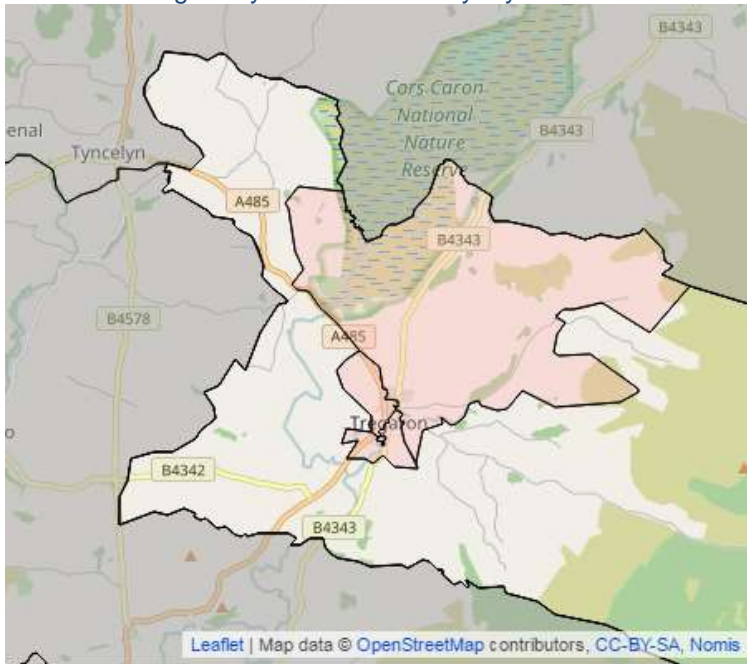 B4343
Cors Caron
National
Nature
Reserve
B4343
enal
Tyncelyn
A485
B4343
B4578
A485
Tregaron
B4342
B4343
Leaflet | Map data © OpenStreetMap contributors, CC-BY-SA, Nomis